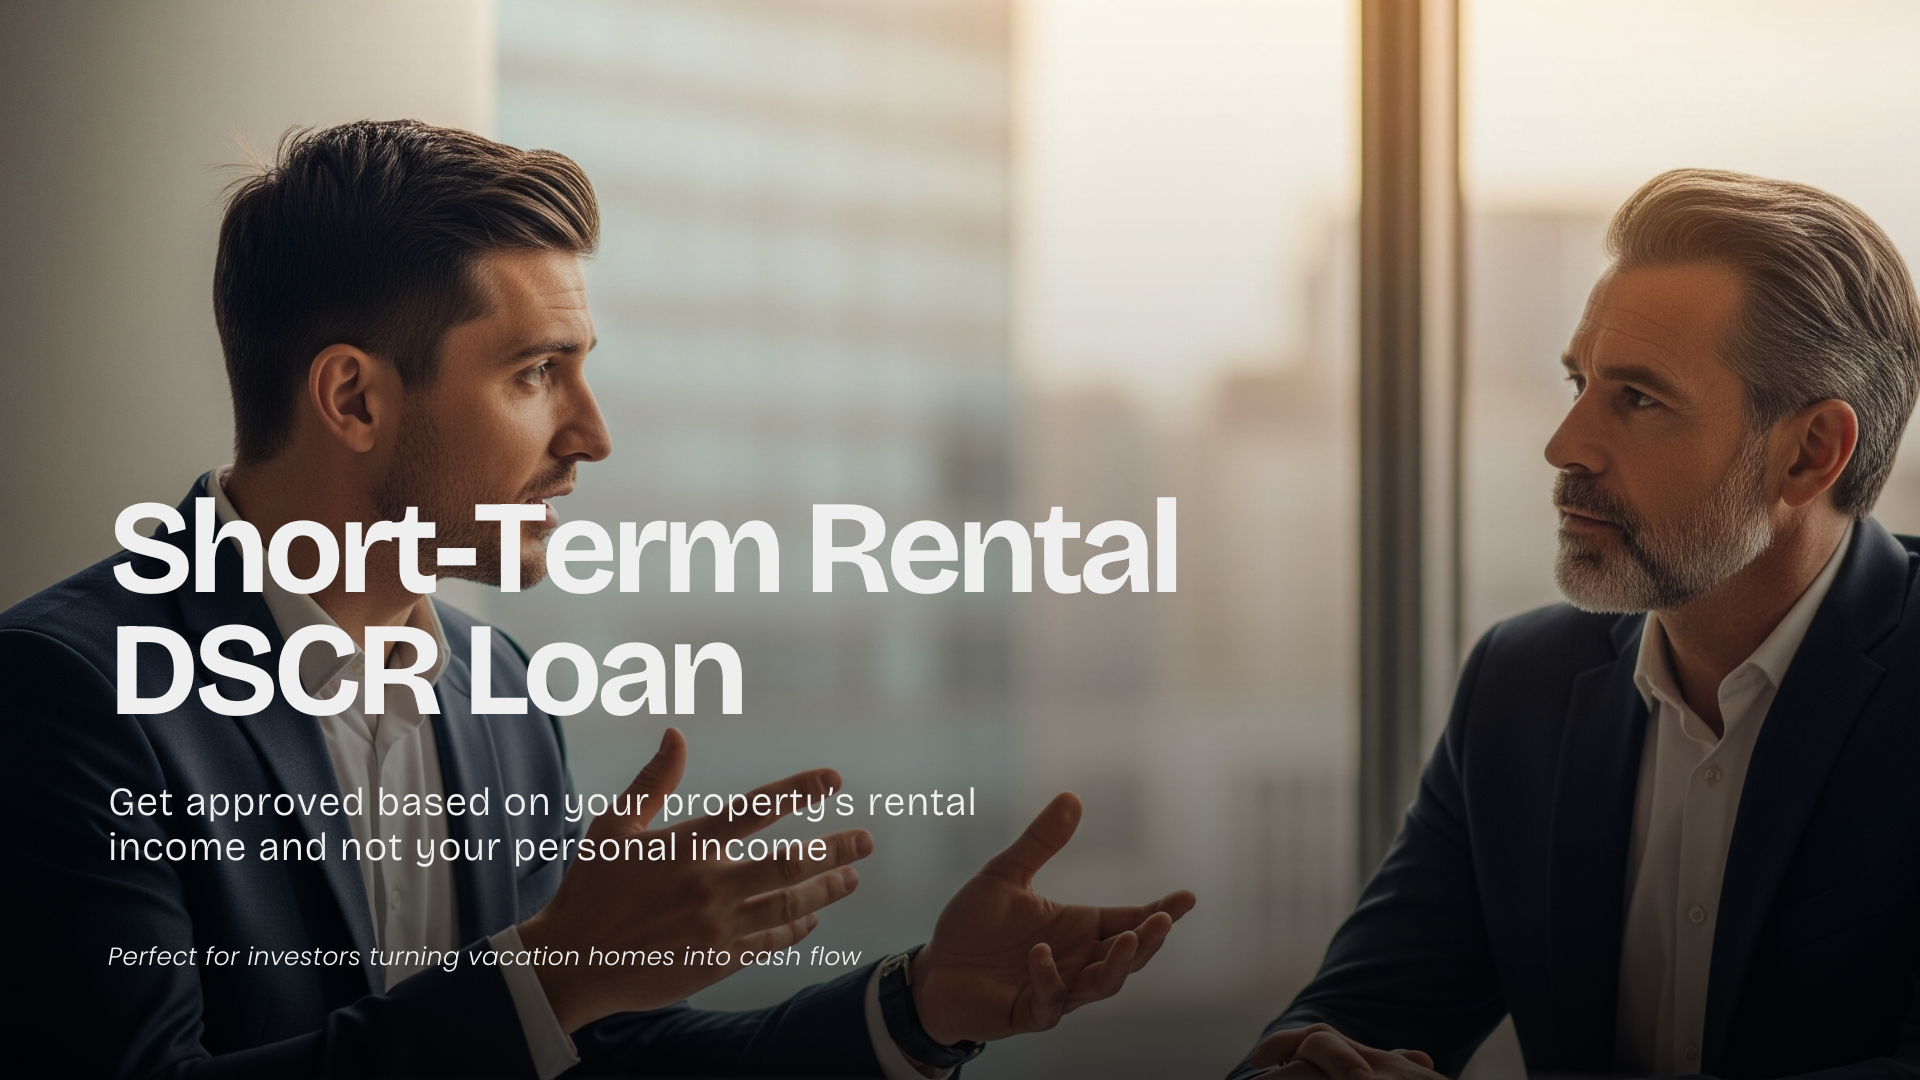 Short-Term Rental
DSCR Loan
Get approved based on your property's rental
income and not your personal income
Perfect for investors turning vacation homes into cash flow